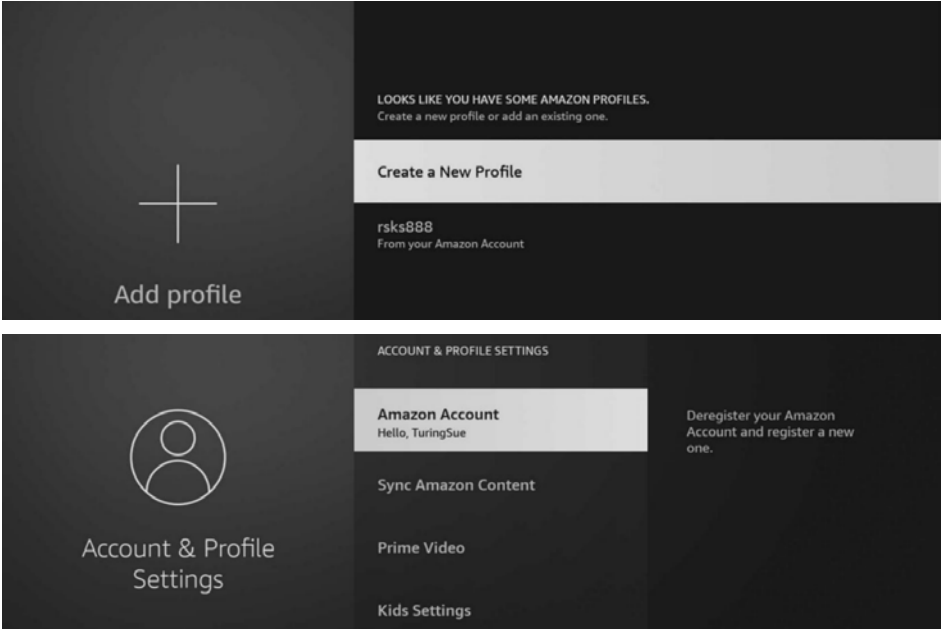 LOOKS LIKE YOU HAVE SOME AMAZON PROFILES.
Create a new profile or add an existing one.
Create a New Profile
rsks888
From your Amazon Account
Add profile
ACCOUNT & PROFILE SETTINGS
Amazon Account
Hello, TuringSue
Deregister your Amazon
Account and register a new
one.
Sync Amazon Content
Prime Video
Kids Settings
Account & Profile
Settings